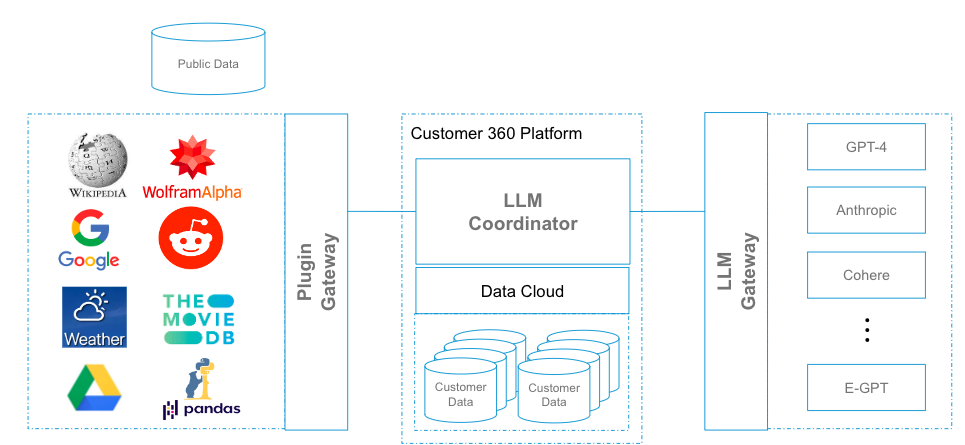 Public Data
WIKIPEDIA
WolframAlpha
Google
Weather
THE
MOVIE
DB
pandas
Plugin
Gateway
Customer 360 Platform
LLM
Coordinator
Data Cloud
Customer
Data
Customer
Data
LLM
Gateway
GPT-4
Anthropic
Cohere
E-GPT